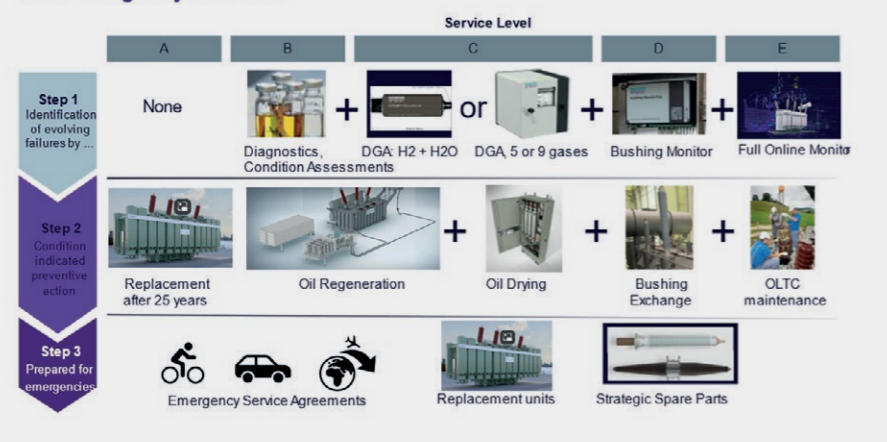 Service Level
A B C D E
Step 1
Identification
of evolving
failures by ...
None
+ + or + +
Diagnostics,
Condition Assessments
DGA: H2 + H2O
DGA, 5 or 9 gases
Bushing Monitor
Full Online Monitor
Step 2
Condition
indicated
preventive
action
+ + +
Replacement
after 25 years
Oil Regeneration
Oil Drying
Bushing
Exchange
OLTC
maintenance
Step 3
Prepared for
emergencies
Emergency Service Agreements
Replacement units
Strategic Spare Parts